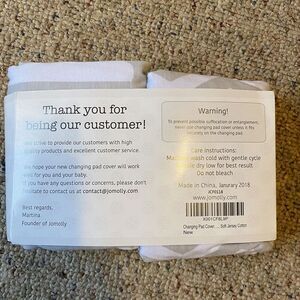 Thank you for
being our customer!
We strive to provide our customers with high
quality products and excellent customer service.
We hope your new changing pad cover will work
well for you and your baby.
If you have any questions or concerns, please don't
hesitate to contact us at contact@jomolly.com.
Best regards,
Martina
Founder of Jomolly
Warning!
To prevent possible suffocation or entanglement,
never use changing pad cover unless it fits
securely on the changing pad.
Care instructions:
Machine wash cold with gentle cycle
dry low for best result
Do not bleach
Made in China, Janurary 2018
www.jomolly.com
Changing Pad Cover ... Soft Jersey Cotton
New